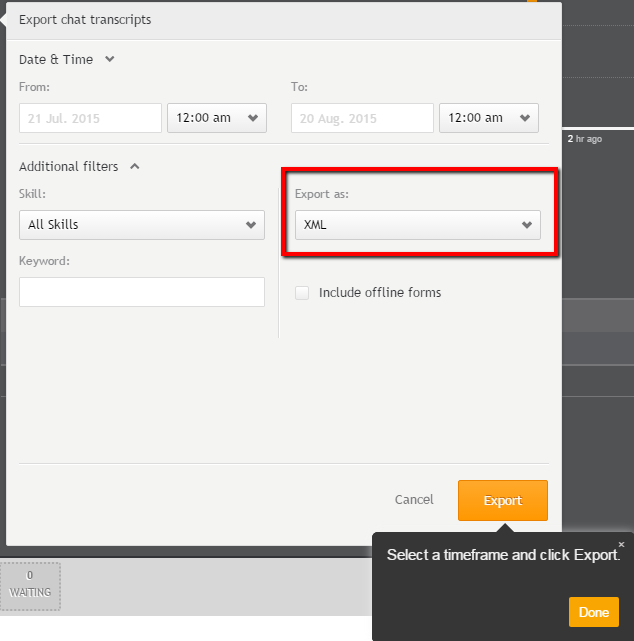 Export chat transcripts
Date & Time
From:
To:
21 Jul. 2015
12:00 am
20 Aug. 2015
12:00 am
2 hr ago
Additional filters
Skill:
Export as:
All Skills
XML
Keyword:
Include offline forms
Cancel
Export
×
Select a timeframe and click Export.
0
WAITING
Done